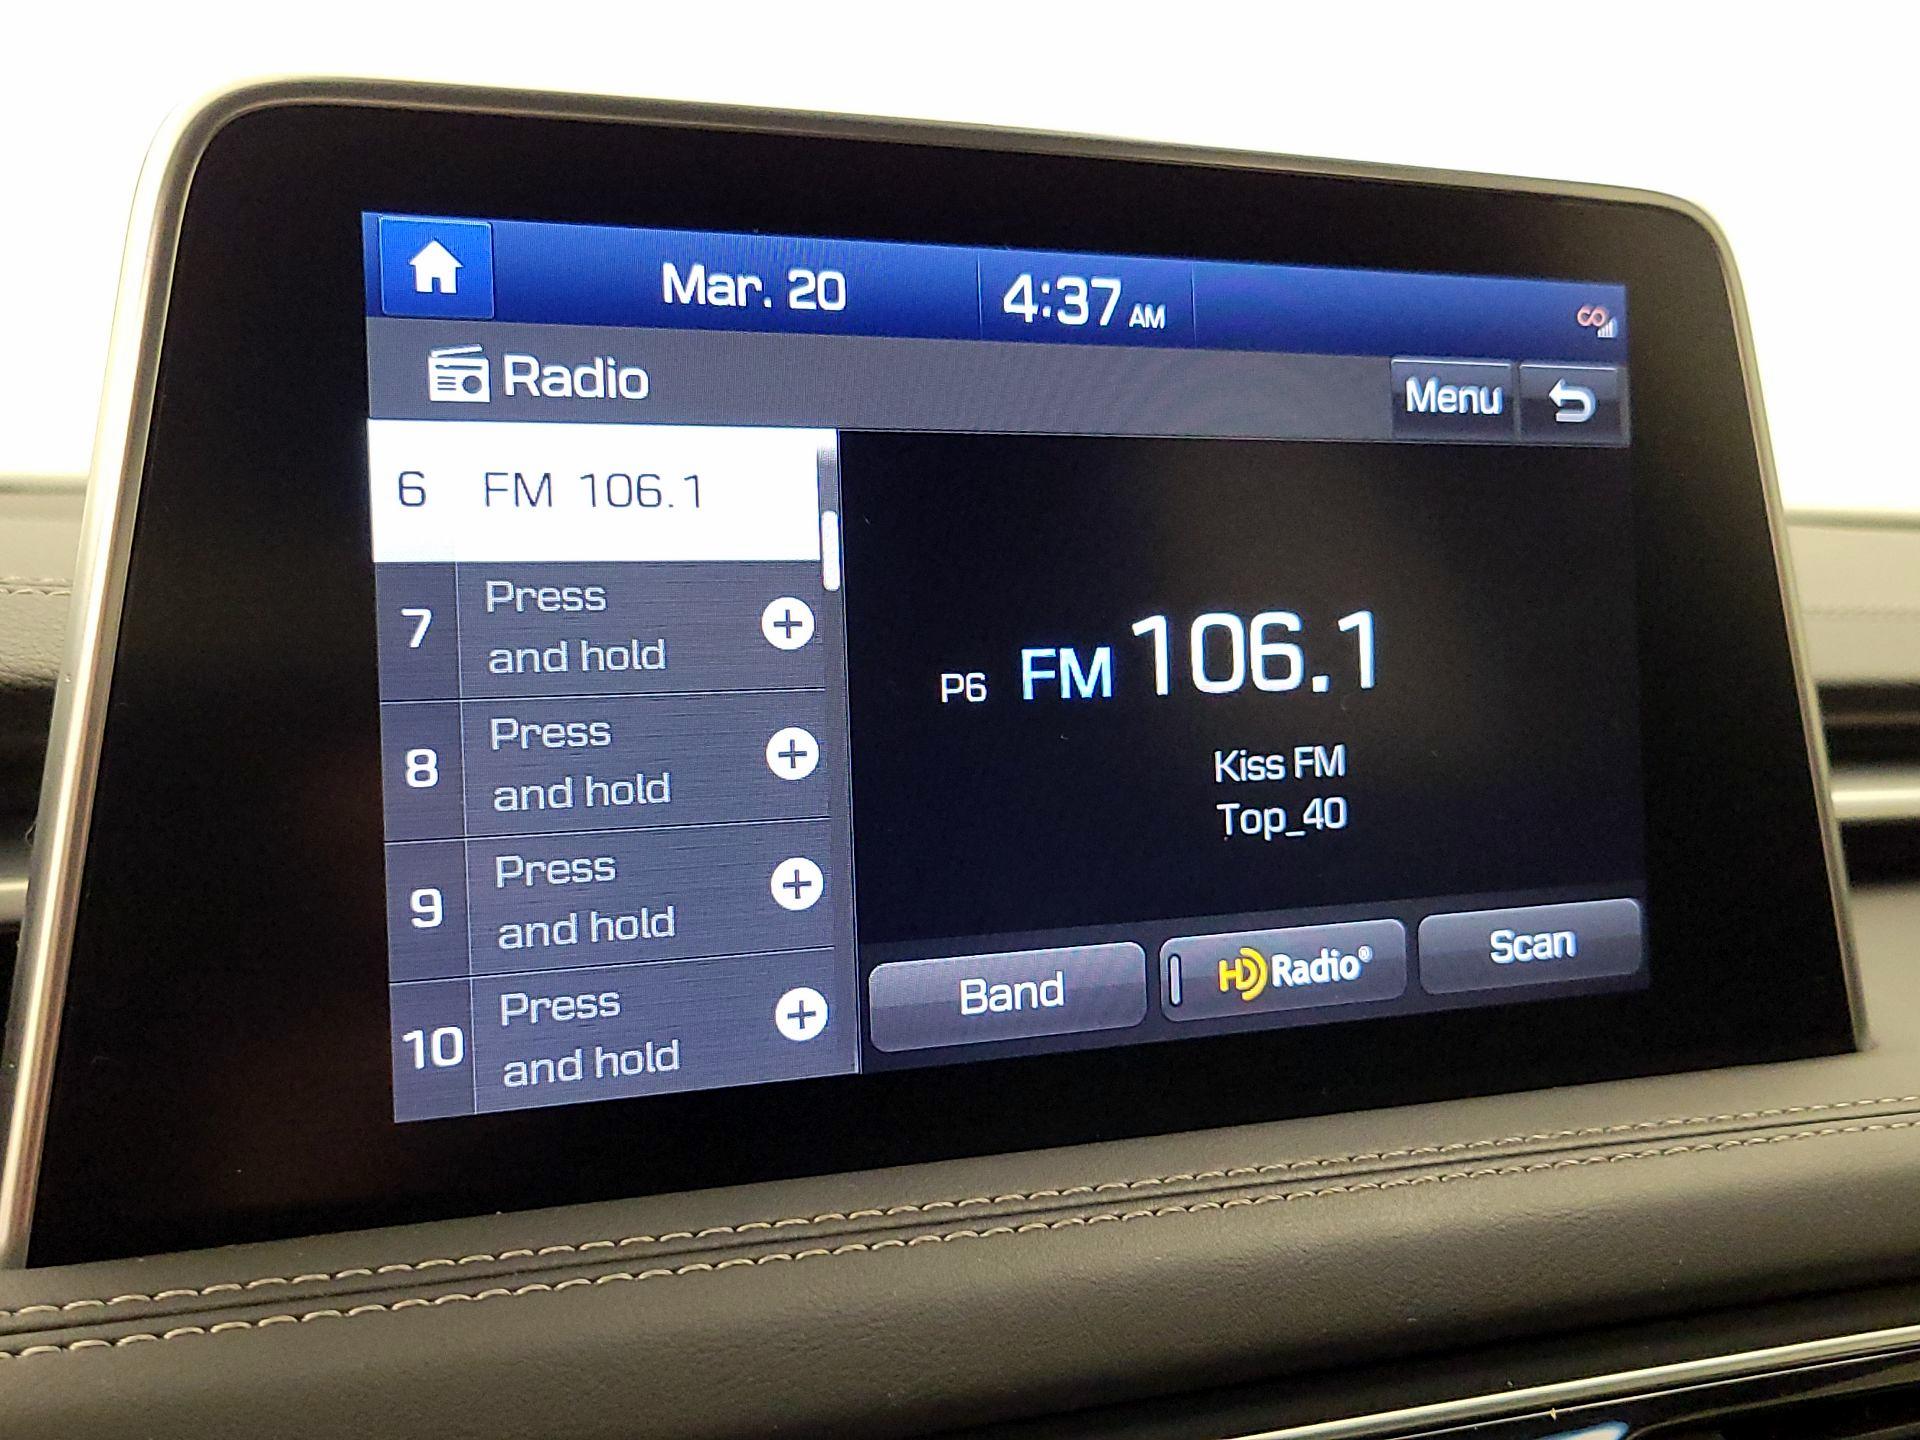 Mar. 20
4:37 AM
Radio
Menu
6 FM 106.1
7 Press
and hold
8 Press
and hold
9 Press
and hold
10 Press
and hold
P6 FM 106.1
Kiss FM
Top_40
Band
HD Radio®
Scan